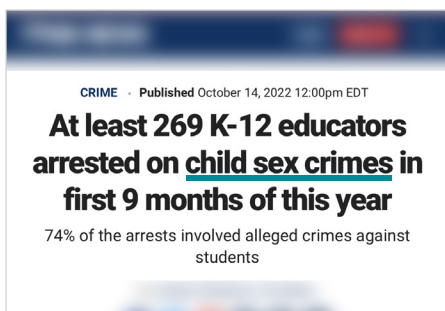 CRIME • Published October 14, 2022 12:00pm EDT
At least 269 K-12 educators
arrested on child sex crimes in
first 9 months of this year
74% of the arrests involved alleged crimes against
students